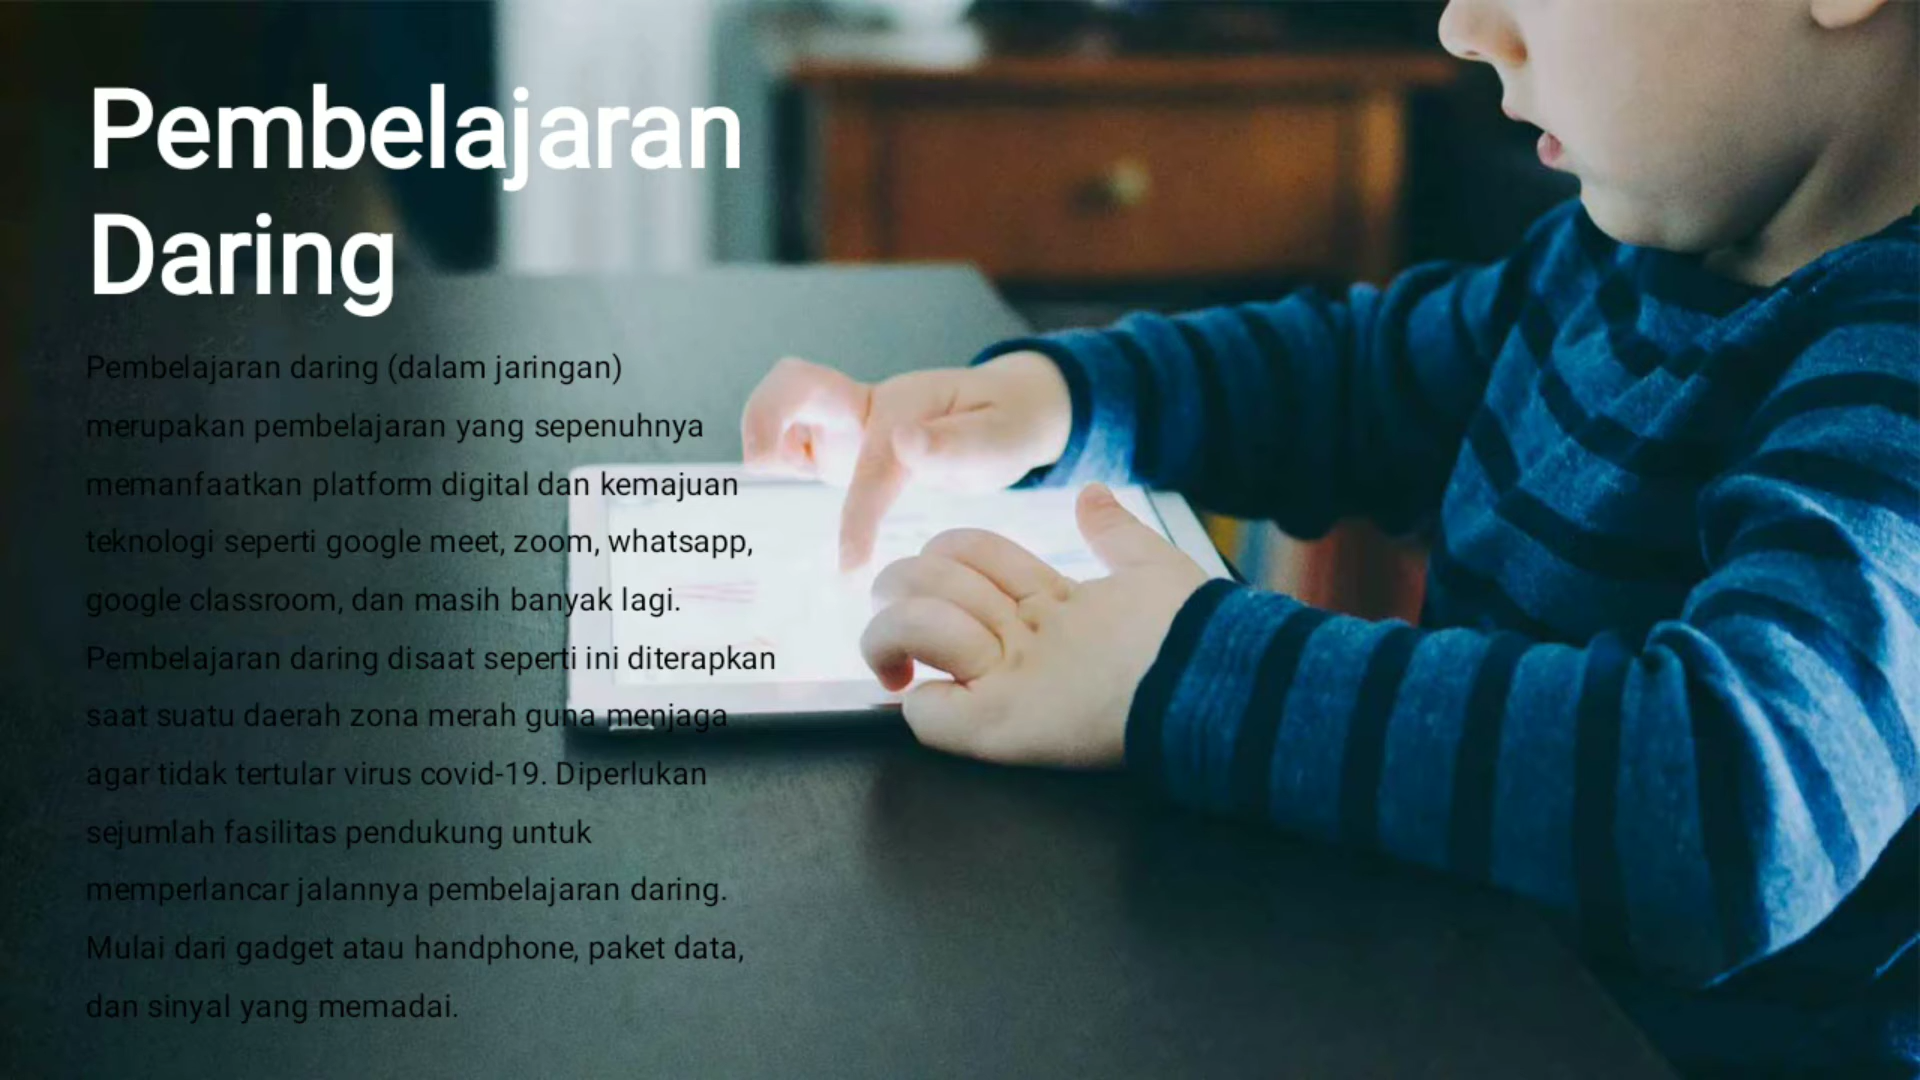 Pembelajaran
Daring
Pembelajaran daring (dalam jaringan)
merupakan pembelajaran yang sepenuhnya
memanfaatkan platform digital dan kemajuan
teknologi seperti google meet, zoom, whatsapp,
google classroom, dan masih banyak lagi.
Pembelajaran daring disaat seperti ini diterapkan
saat suatu daerah zona merah guna menjaga
agar tidak tertular virus covid-19. Diperlukan
sejumlah fasilitas pendukung untuk
memperlancar jalannya pembelajaran daring.
Mulai dari gadget atau handphone, paket data,
dan sinyal yang memadai.